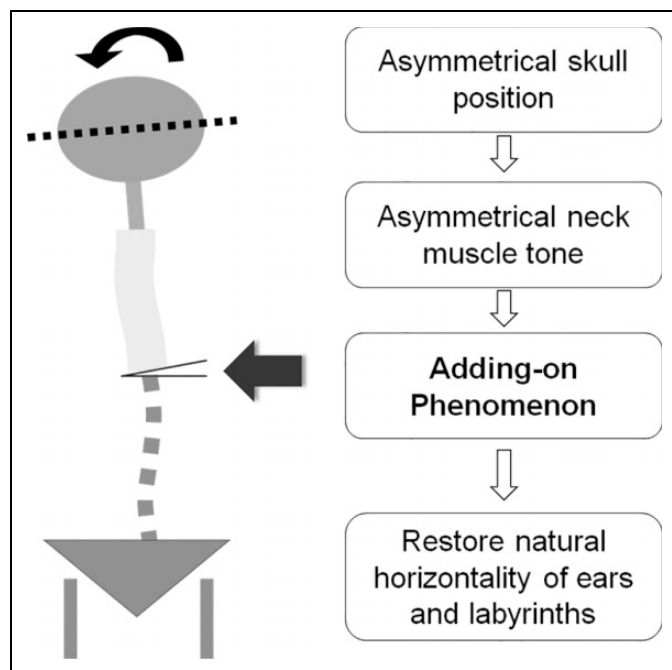 Asymmetrical skull
position
Asymmetrical neck
muscle tone
Adding-on
Phenomenon
Restore natural
horizontality of ears
and labyrinths